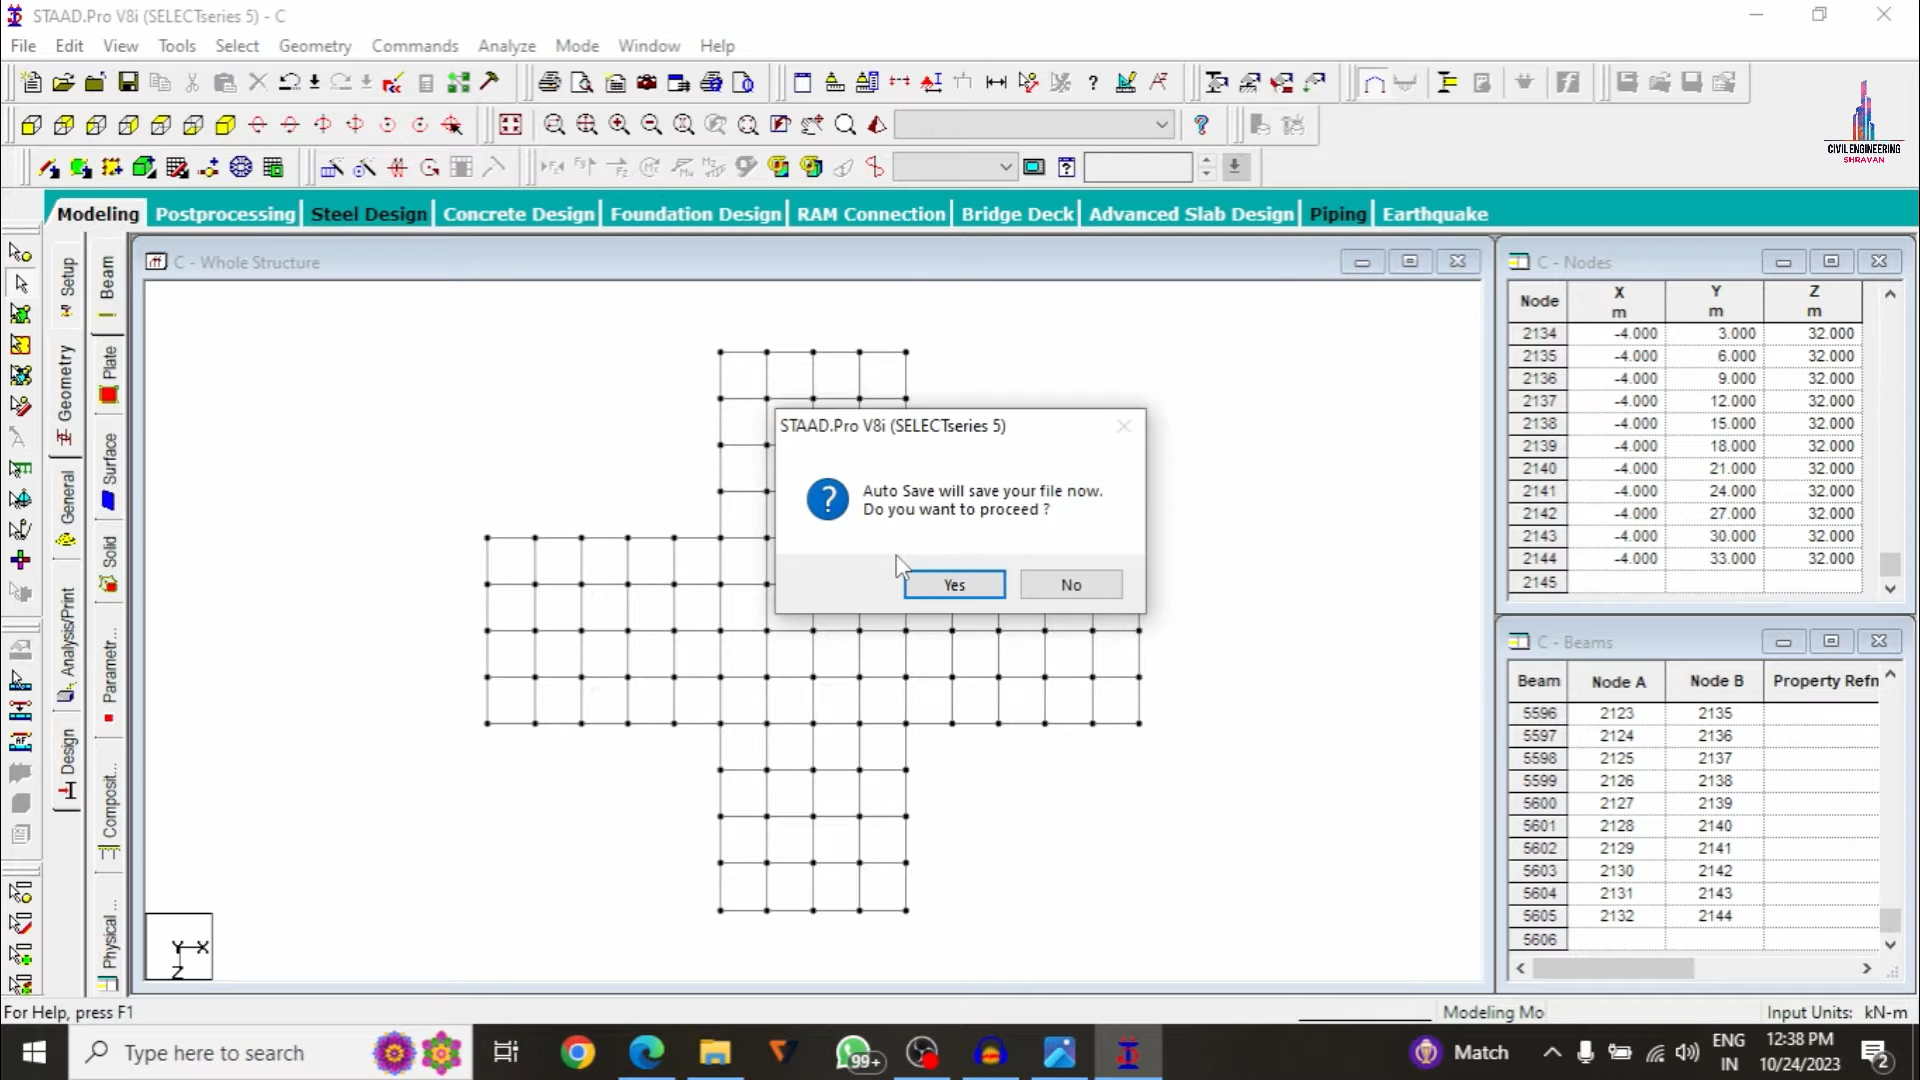 STAAD.Pro V8i (SELECTseries 5) - C
File Edit View Tools Select Geometry Commands Analyze Mode Window Help
CIVIL ENGINEERING
SHRAVAN
Modeling Postprocessing Steel Design Concrete Design Foundation Design RAM Connection Bridge Deck Advanced Slab Design Piping Earthquake
Setup
Geometry
General
Analysis/Print
Design
Beam
Plate
Surface
Solid
Parametr...
Composit...
Physical ...
C - Whole Structure
STAAD.Pro V8i (SELECTseries 5)
Auto Save will save your file now.
Do you want to proceed ?
Yes No
Y X
Z
C - Nodes
Node X m Y m Z m
2134 -4.000 3.000 32.000
2135 -4.000 6.000 32.000
2136 -4.000 9.000 32.000
2137 -4.000 12.000 32.000
2138 -4.000 15.000 32.000
2139 -4.000 18.000 32.000
2140 -4.000 21.000 32.000
2141 -4.000 24.000 32.000
2142 -4.000 27.000 32.000
2143 -4.000 30.000 32.000
2144 -4.000 33.000 32.000
2145
C - Beams
Beam Node A Node B Property Refn
5596 2123 2135
5597 2124 2136
5598 2125 2137
5599 2126 2138
5600 2127 2139
5601 2128 2140
5602 2129 2141
5603 2130 2142
5604 2131 2143
5605 2132 2144
5606
For Help, press F1
Modeling Mo
Input Units: kN-m
Type here to search
99+
Match
ENG
IN
12:38 PM
10/24/2023
2